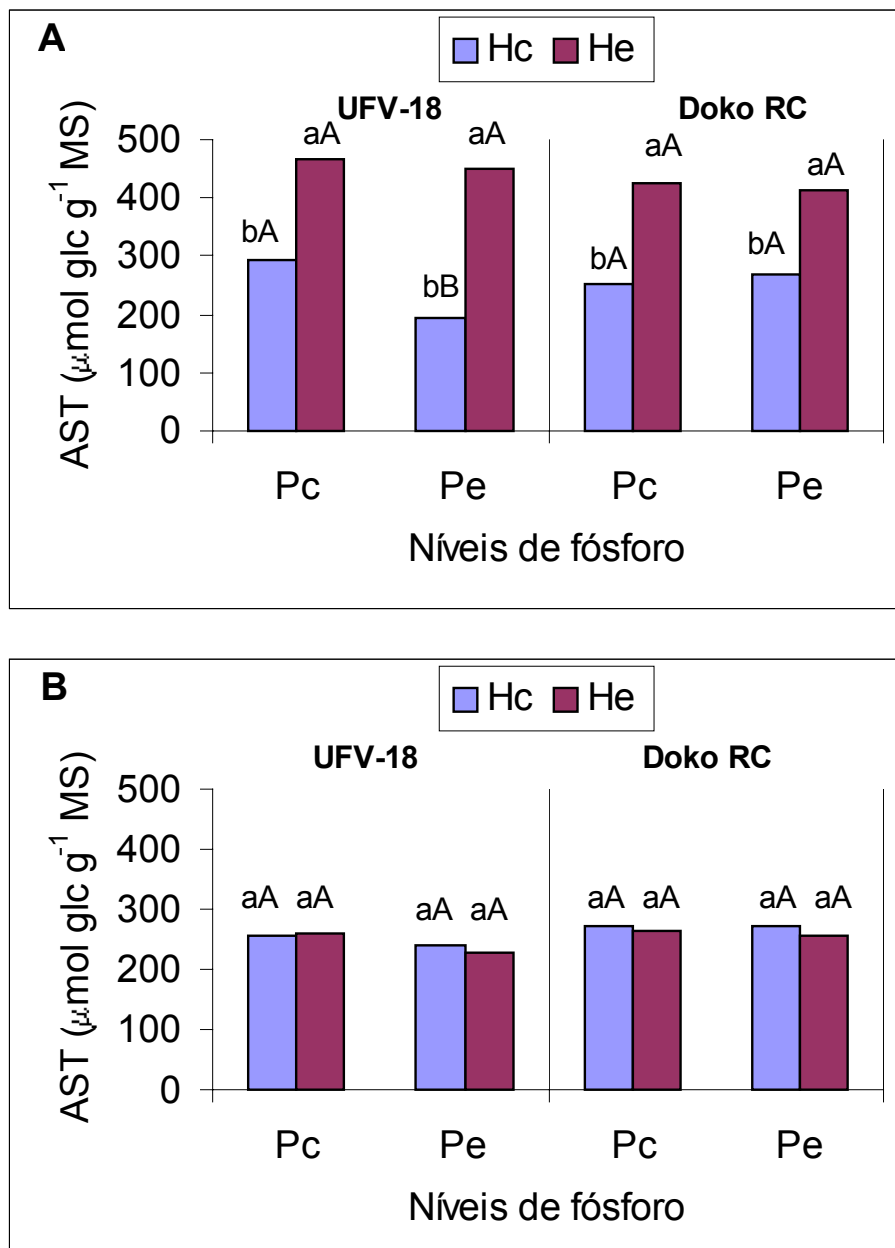 A
Hc He
UFV-18 Doko RC
AST (μmol glc g⁻¹ MS)
500
400
300
200
100
0
bA aA bB aA bA aA bA aA
Pc Pe Pc Pe
Níveis de fósforo
B
Hc He
UFV-18 Doko RC
AST (μmol glc g⁻¹ MS)
500
400
300
200
100
0
aA aA aA aA aA aA aA aA
Pc Pe Pc Pe
Níveis de fósforo